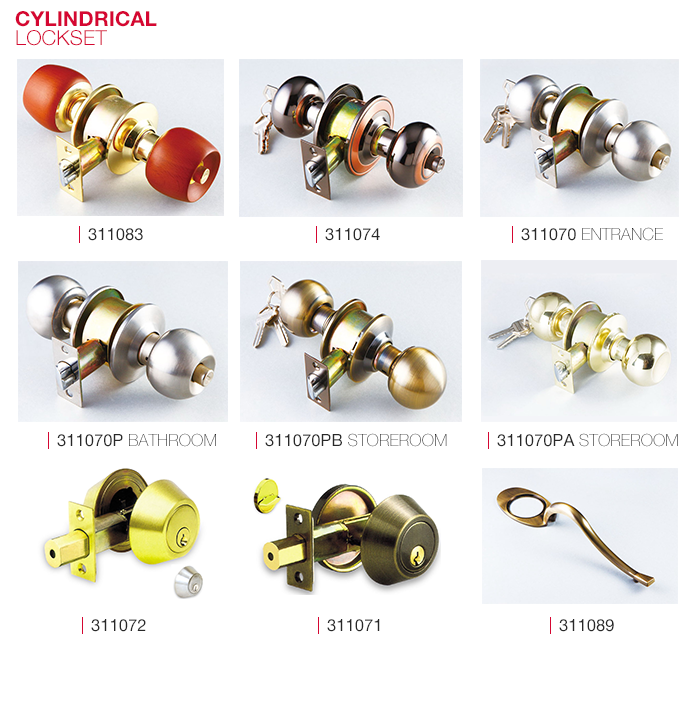 CYLINDRICAL
LOCKSET
311083
311074
311070 ENTRANCE
311070P BATHROOM
311070PB STOREROOM
311070PA STOREROOM
311072
311071
311089